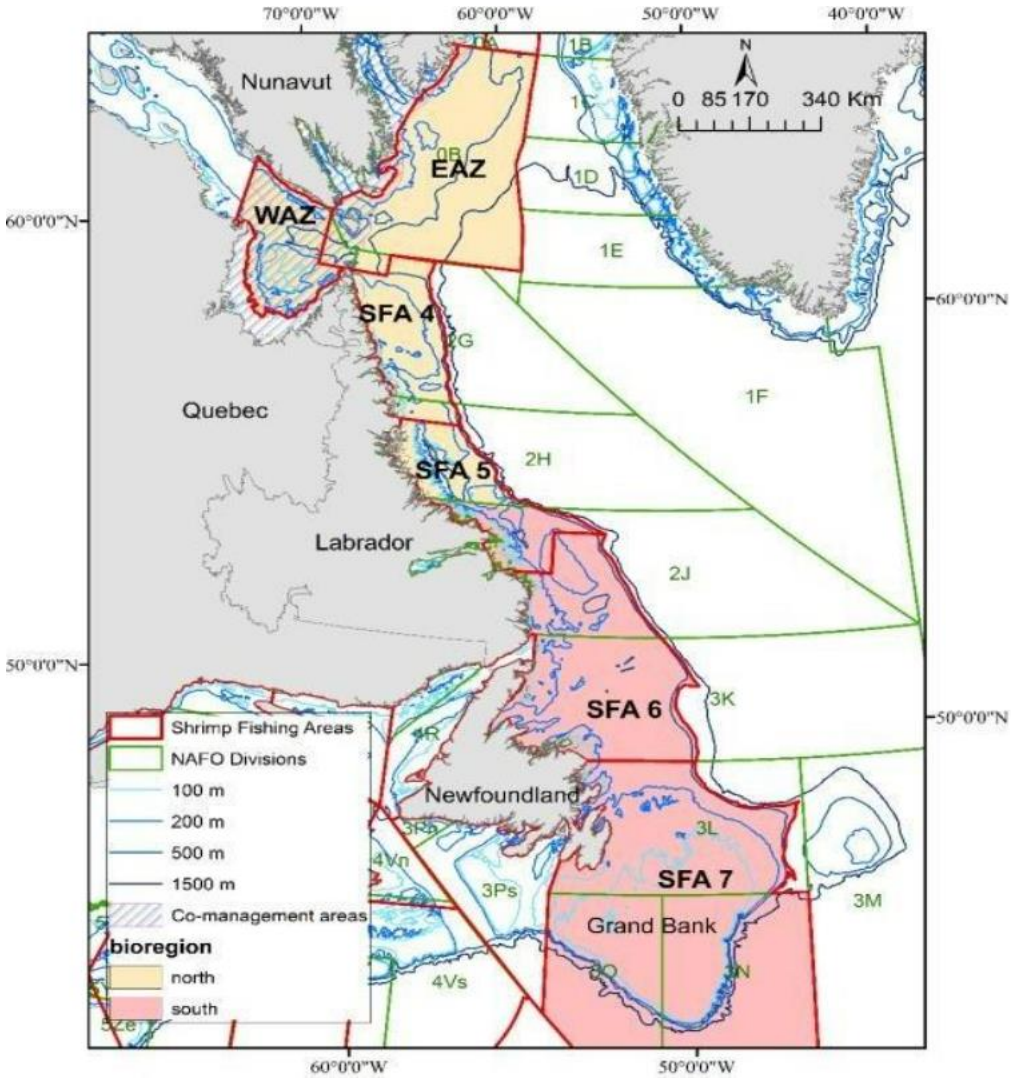 70°0'0"W
60°0'0"W
50°0'0"W
40°0'0"W
0A
1B
N
Nunavut
1C
0 85 170 340 Km
0B
EAZ
1D
WAZ
60°0'0"N
1E
60°0'0"N
SFA 4
2G
1F
Quebec
SFA 5
2H
Labrador
2J
50°0'0"N
3K
SFA 6
50°0'0"N
Shrimp Fishing Areas
4R
NAFO Divisions
100 m
Newfoundland
200 m
3L
3Pn
500 m
4Vn
1500 m
3Ps
SFA 7
3M
Co-management areas
Grand Bank
bioregion
north
4Vs
3O
3N
south
5Ze
60°0'0"W
50°0'0"W